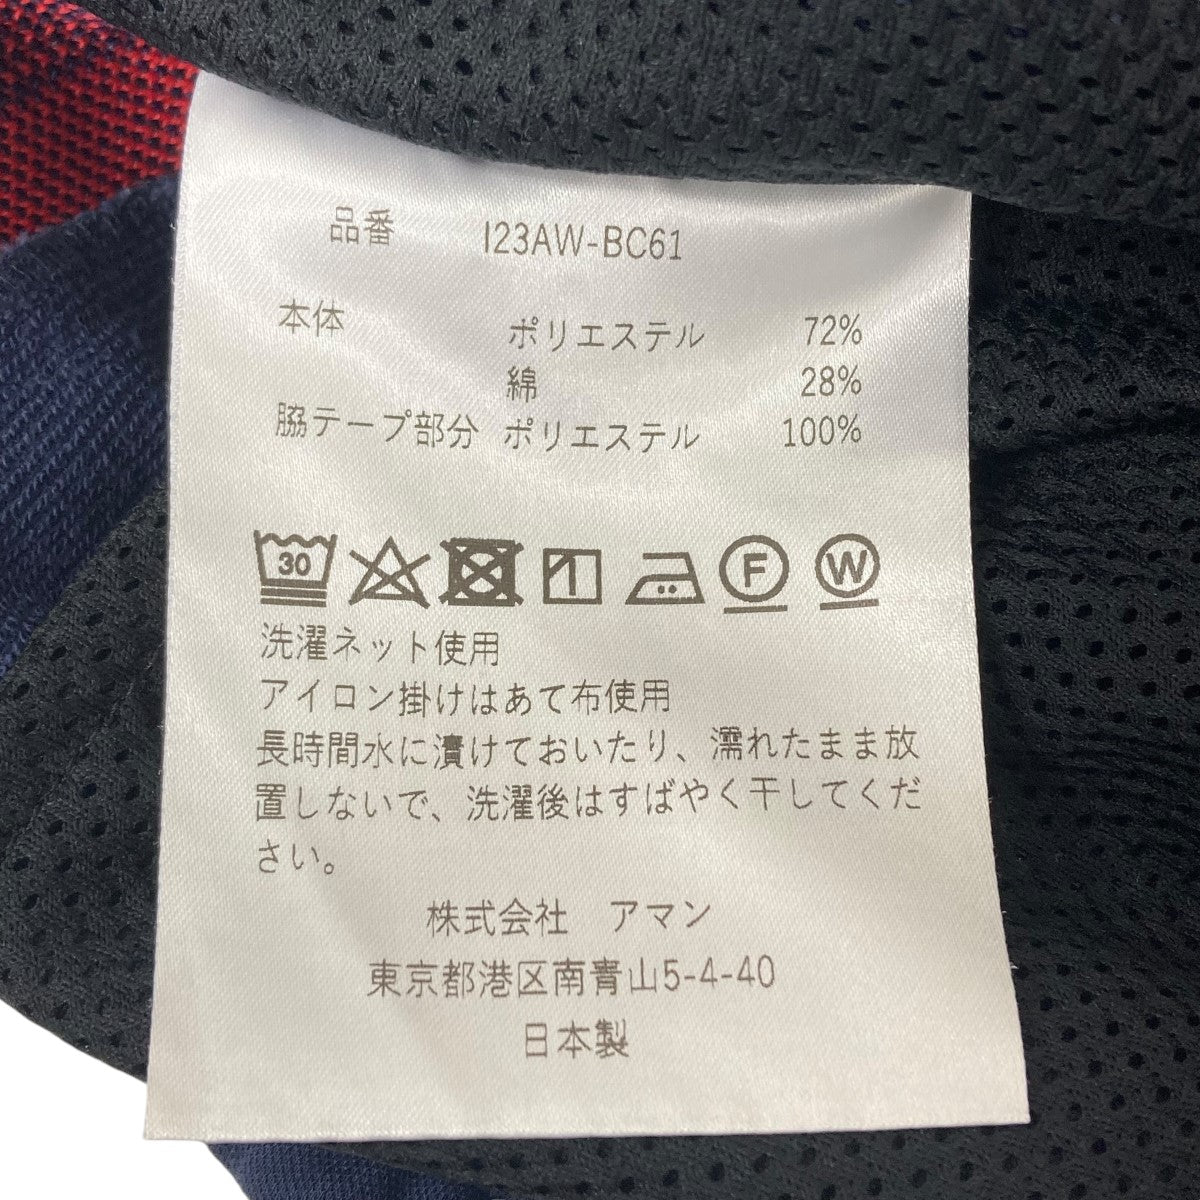 品番 I23AW-BC61
本体 ポリエステル 72%
綿 28%
脇テープ部分 ポリエステル 100%
30 F W
洗濯ネット使用
アイロン掛けはあて布使用
長時間水に漬けておいたり、濡れたまま放
置しないで、洗濯後はすばやく干してくだ
さい。
株式会社 アマン
東京都港区南青山5-4-40
日本製